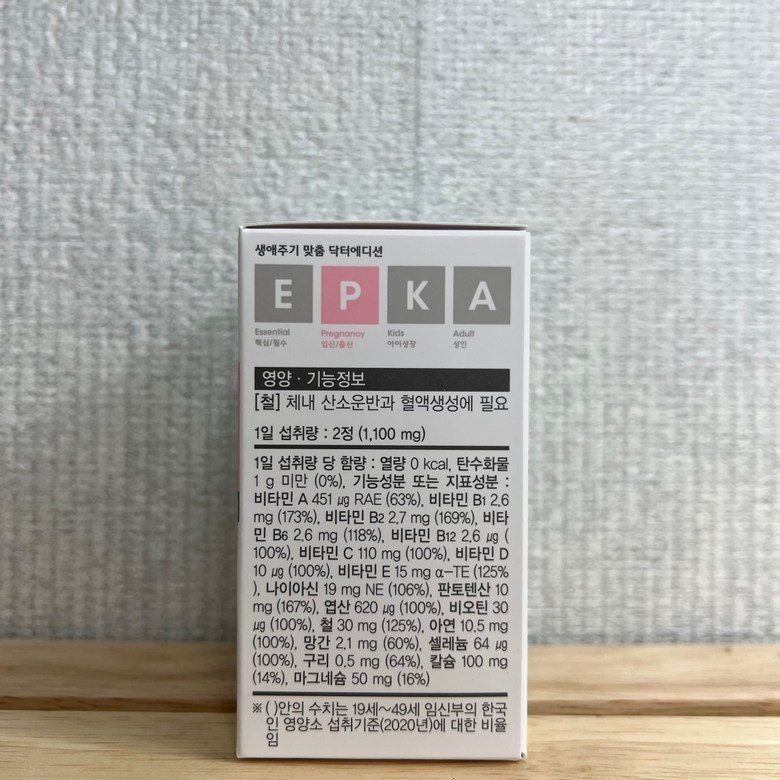 생애주기 맞춤 닥터에디션
E P K A
Essential Pregnancy Kids Adult
핵심/필수 임신/출산 아이성장 성인
영양 · 기능정보
[철] 체내 산소운반과 혈액생성에 필요
1일 섭취량 : 2정 (1,100 mg)
1일 섭취량 당 함량 : 열량 0 kcal, 탄수화물
1 g 미만 (0%), 기능성분 또는 지표성분 :
비타민 A 451 μg RAE (63%), 비타민 B1 2.6
mg (173%), 비타민 B2 2.7 mg (169%), 비타
민 B6 2.6 mg (118%), 비타민 B12 2.6 μg (
100%), 비타민 C 110 mg (100%), 비타민 D
10 μg (100%), 비타민 E 15 mg α-TE (125%
), 나이아신 19 mg NE (106%), 판토텐산 10
mg (167%), 엽산 620 μg (100%), 비오틴 30
μg (100%), 철 30 mg (125%), 아연 10.5 mg
(100%), 망간 2.1 mg (60%), 셀레늄 64 μg
(100%), 구리 0.5 mg (64%), 칼슘 100 mg
(14%), 마그네슘 50 mg (16%)
※ ( )안의 수치는 19세~49세 임신부의 한국
인 영양소 섭취기준(2020년)에 대한 비율
임